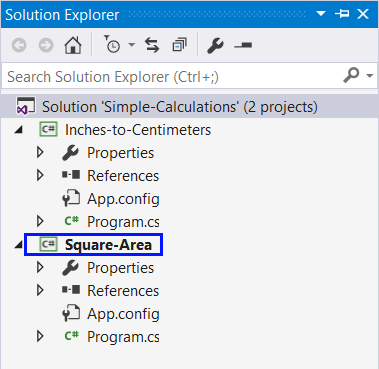 Solution Explorer
Search Solution Explorer (Ctrl+;)
Solution 'Simple-Calculations' (2 projects)
C# Inches-to-Centimeters
Properties
References
App.config
C# Program.cs
C# Square-Area
Properties
References
App.config
C# Program.cs